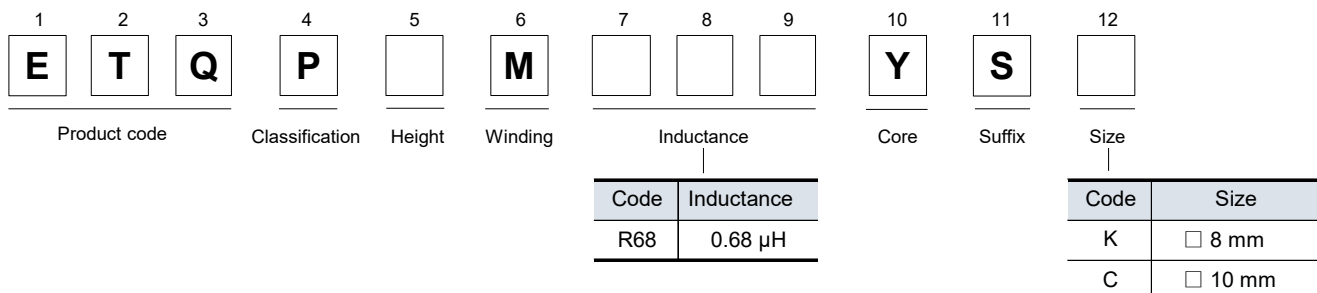 1 2 3 4 5 6 7 8 9 10 11 12
E T Q P M Y S
Product code Classification Height Winding Inductance Core Suffix Size
Code Inductance Code Size
R68 0.68 µH K □ 8 mm
C □ 10 mm